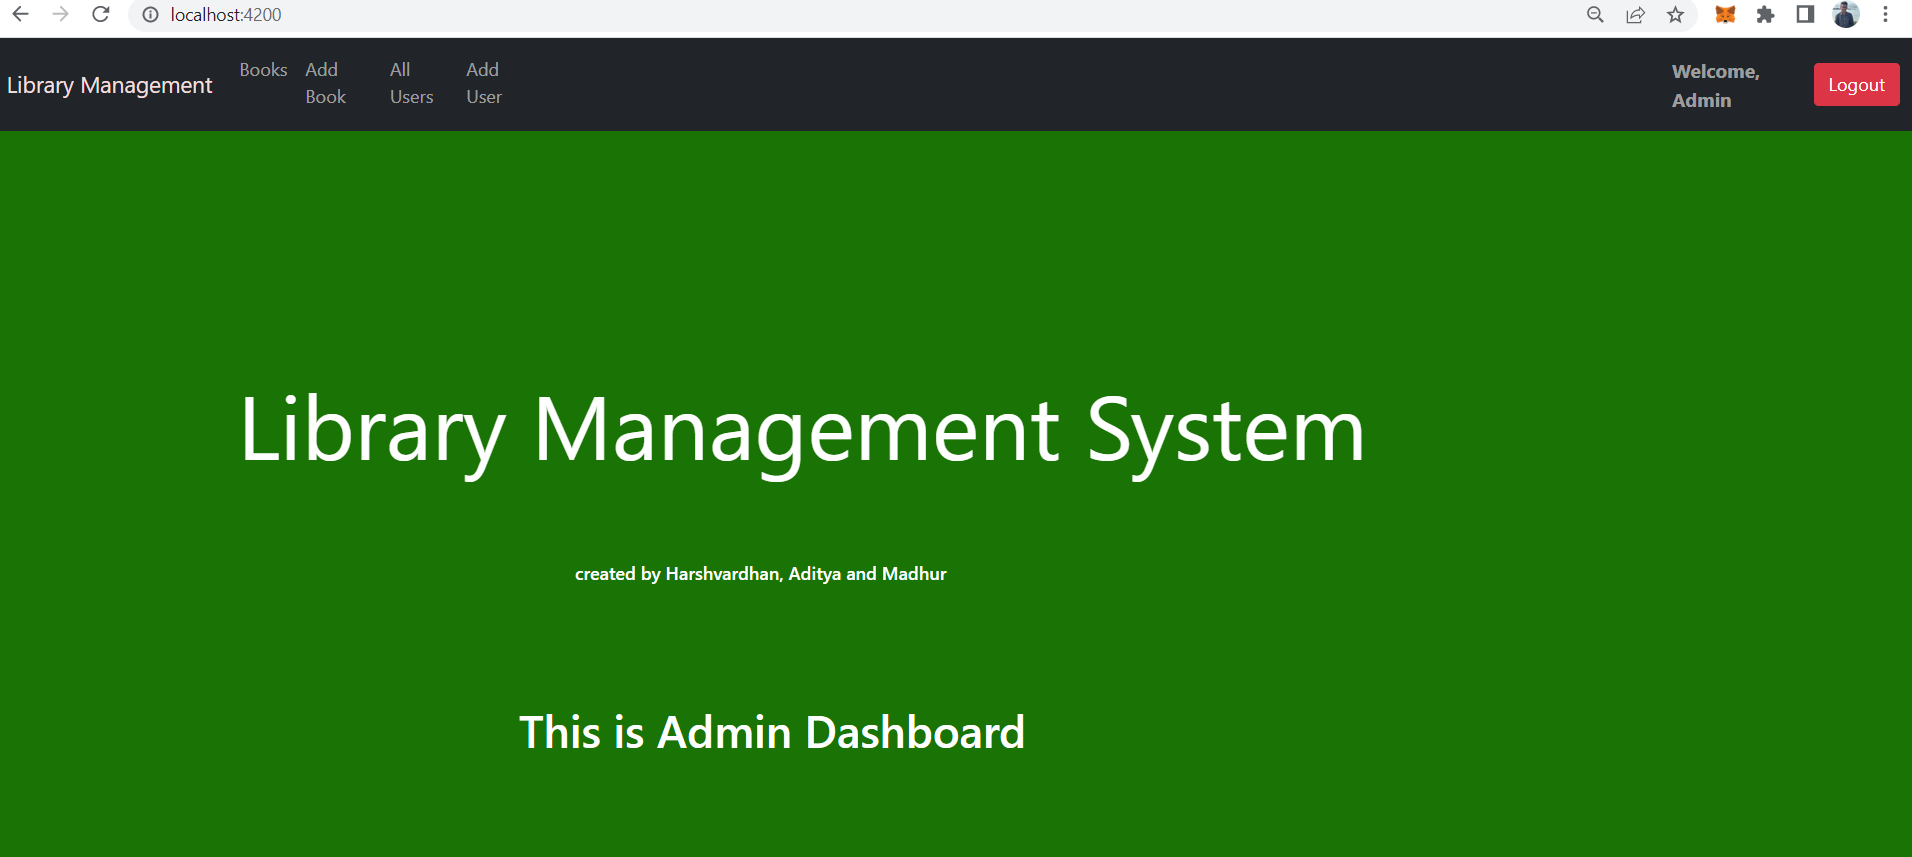 localhost:4200
Library Management
Books
Add
Book
All
Users
Add
User
Welcome,
Admin
Logout
Library Management System
created by Harshvardhan, Aditya and Madhur
This is Admin Dashboard